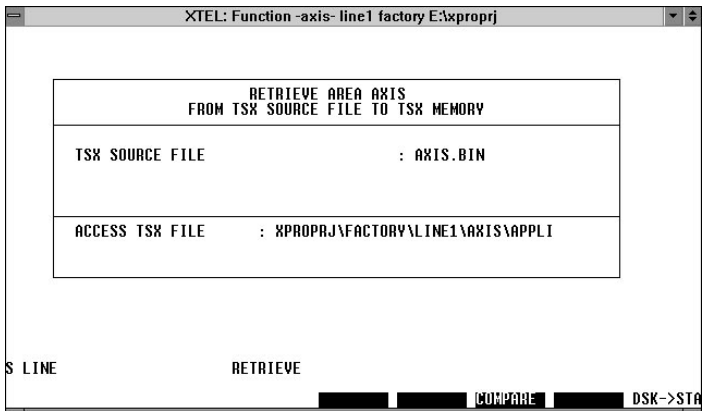 XTEL: Function -axis- line1 factory E:\xproprj
RETRIEVE AREA AXIS
FROM TSX SOURCE FILE TO TSX MEMORY
TSX SOURCE FILE : AXIS.BIN
ACCESS TSX FILE : XPROPRJ\FACTORY\LINE1\AXIS\APPLI
S LINE RETRIEVE
COMPARE DSK->STA